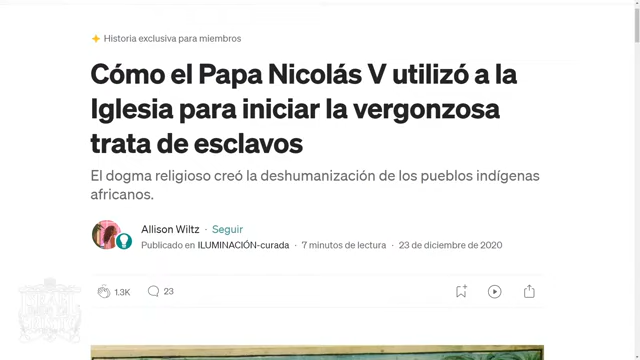 Historia exclusiva para miembros
Cómo el Papa Nicolás V utilizó a la
Iglesia para iniciar la vergonzosa
trata de esclavos
El dogma religioso creó la deshumanización de los pueblos indígenas
africanos.
Allison Wiltz · Seguir
Publicado en ILUMINACIÓN-curada · 7 minutos de lectura · 23 de diciembre de 2020
1.3K 23